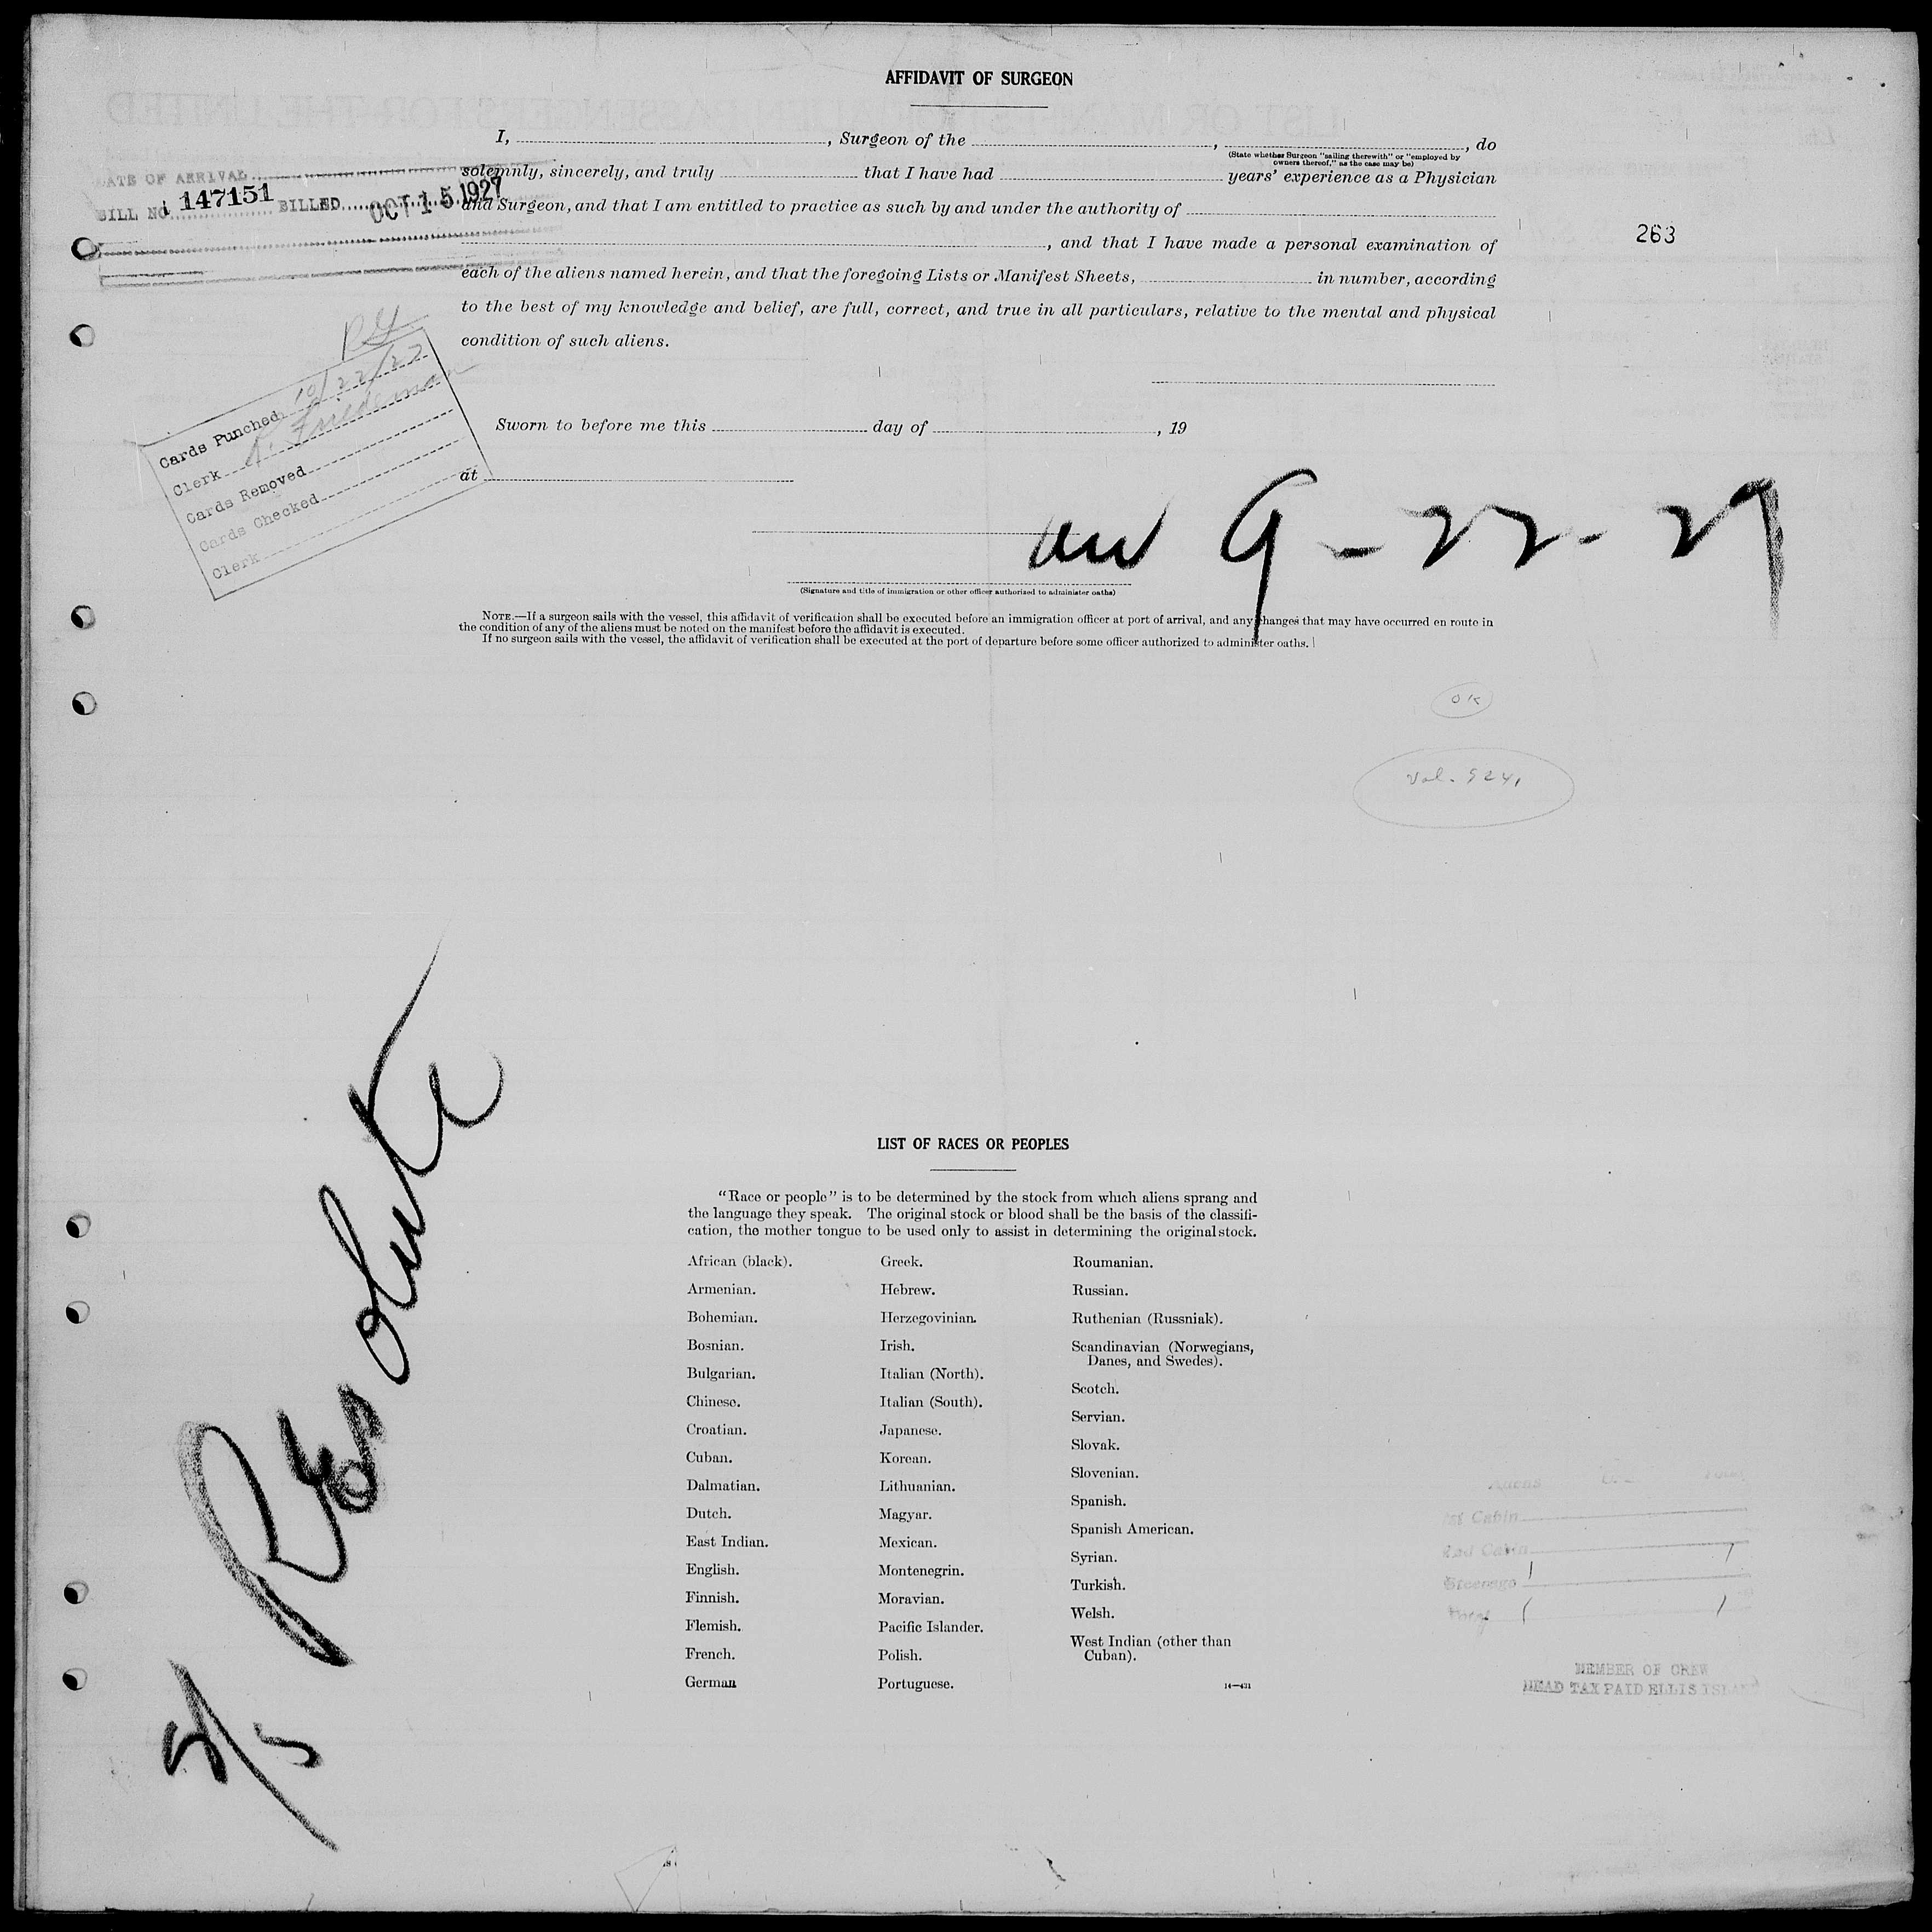 AFFIDAVIT OF SURGEON
I, , Surgeon of the , , do
(State whether Surgeon "sailing therewith" or "employed by
owners thereof," as the case may be)
solemnly, sincerely, and truly that I have had years' experience as a Physician
and Surgeon, and that I am entitled to practice as such by and under the authority of
, and that I have made a personal examination of
each of the aliens named herein, and that the foregoing Lists or Manifest Sheets, in number, according
to the best of my knowledge and belief, are full, correct, and true in all particulars, relative to the mental and physical
condition of such aliens.
DATE OF ARRIVAL
BILL NO. 147151 BILLED OCT 15 1927
263
Cards Punched 10/22/27
Clerk Friedeman
Cards Removed
Cards Checked
Clerk
Sworn to before me this day of , 19
at
9-22-27
(Signature and title of immigration or other officer authorized to administer oaths)
NOTE.—If a surgeon sails with the vessel, this affidavit of verification shall be executed before an immigration officer at port of arrival, and any changes that may have occurred en route in
the condition of any of the aliens must be noted on the manifest before the affidavit is executed.
If no surgeon sails with the vessel, the affidavit of verification shall be executed at the port of departure before some officer authorized to administer oaths.
OK
Vol. 9241
S/S Resolute
LIST OF RACES OR PEOPLES
"Race or people" is to be determined by the stock from which aliens sprang and
the language they speak. The original stock or blood shall be the basis of the classifi-
cation, the mother tongue to be used only to assist in determining the original stock.
African (black).
Armenian.
Bohemian.
Bosnian.
Bulgarian.
Chinese.
Croatian.
Cuban.
Dalmatian.
Dutch.
East Indian.
English.
Finnish.
Flemish.
French.
German
Greek.
Hebrew.
Herzegovinian.
Irish.
Italian (North).
Italian (South).
Japanese.
Korean.
Lithuanian.
Magyar.
Mexican.
Montenegrin.
Moravian.
Pacific Islander.
Polish.
Portuguese.
Roumanian.
Russian.
Ruthenian (Russniak).
Scandinavian (Norwegians,
Danes, and Swedes).
Scotch.
Servian.
Slovak.
Slovenian.
Spanish.
Spanish American.
Syrian.
Turkish.
Welsh.
West Indian (other than
Cuban).
14—431
Aliens
1st Cabin
2nd Cabin 1
Steerage 1
1 1
MEMBER OF CREW
HEAD TAX PAID ELLIS ISLAND